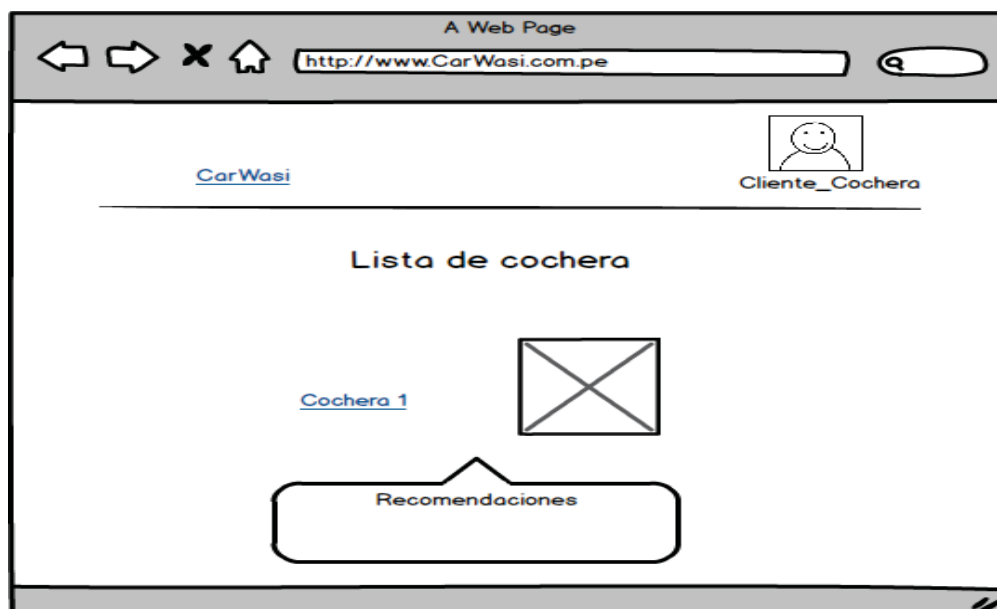 A Web Page
http://www.CarWasi.com.pe
CarWasi
Cliente_Cochera
Lista de cochera
Cochera 1
Recomendaciones